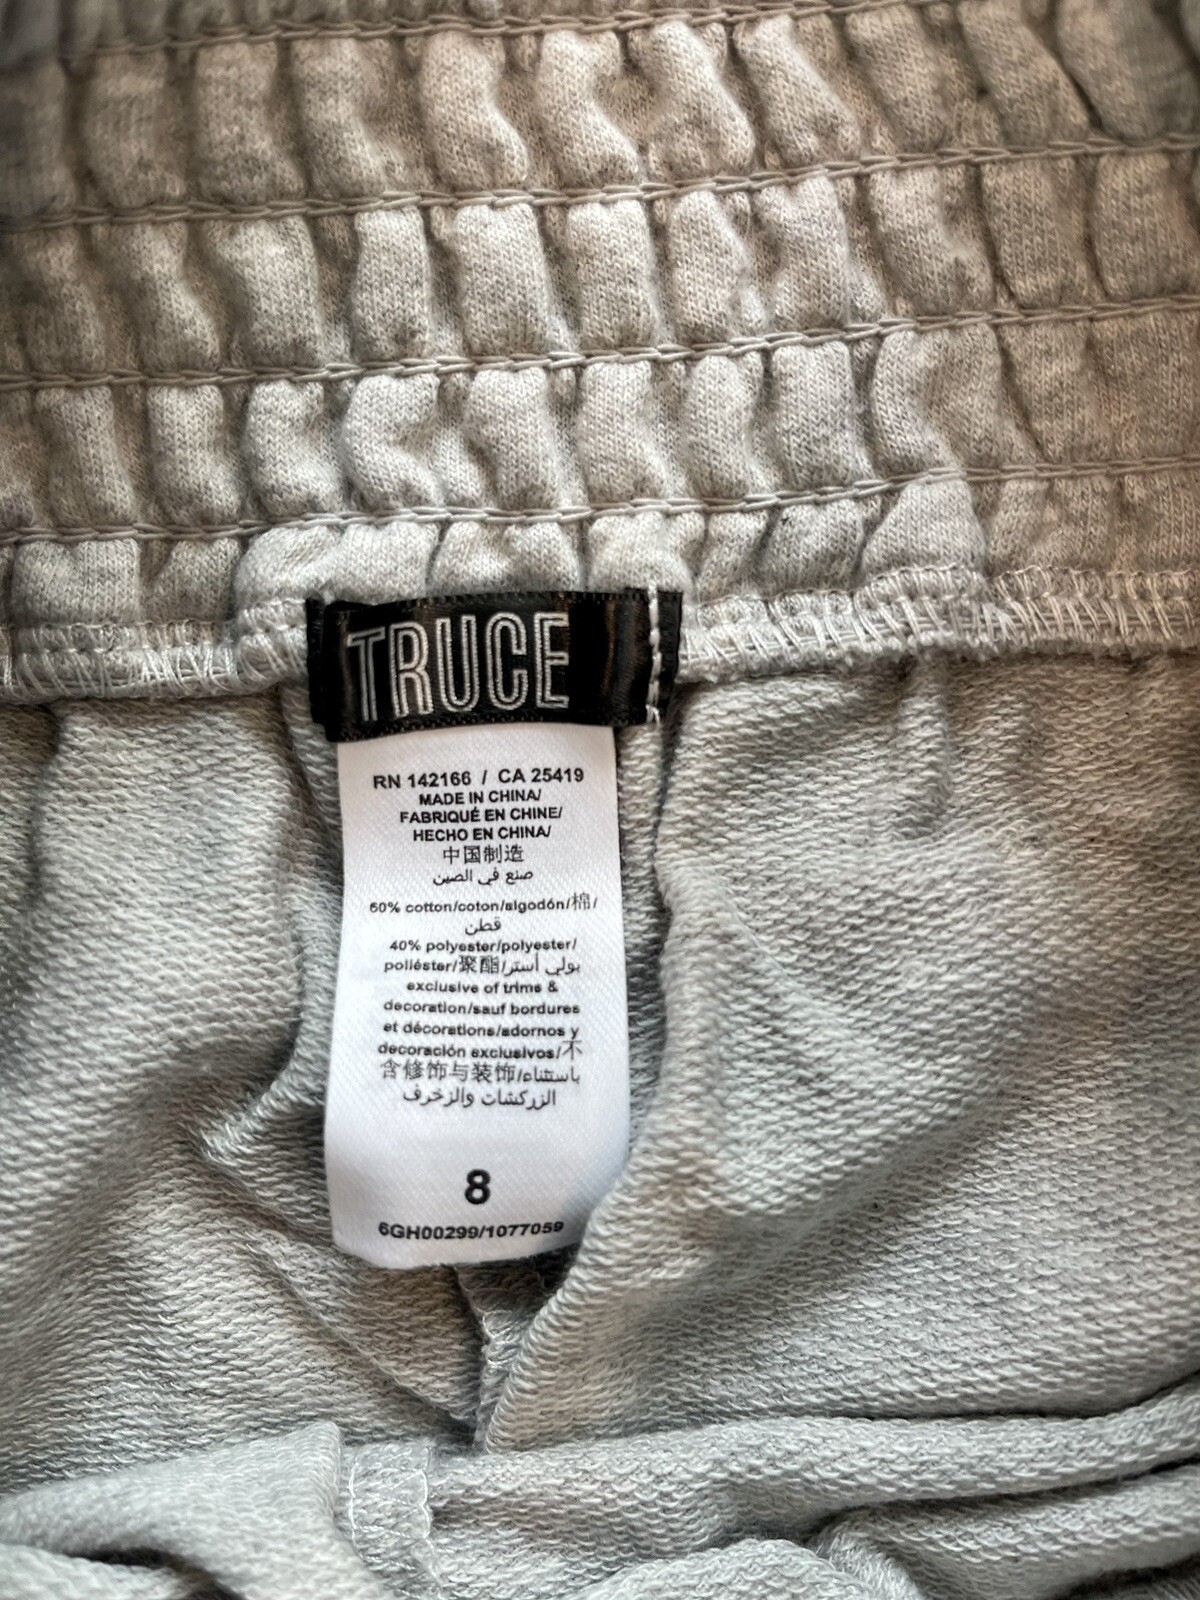 TRUCE
RN 142166 / CA 25419
MADE IN CHINA/
FABRIQUÉ EN CHINE/
HECHO EN CHINA/
中国制造
صنع في الصين
60% cotton/coton/algodón/棉/
قطن
40% polyester/polyester/
poliéster/聚酯/بولي أستر
exclusive of trims &
decoration/sauf bordures
et décorations/adornos y
decoración exclusivos/不
含修饰与装饰/باستثناء
الزركشات والزخرف
8
6GH00299/1077059